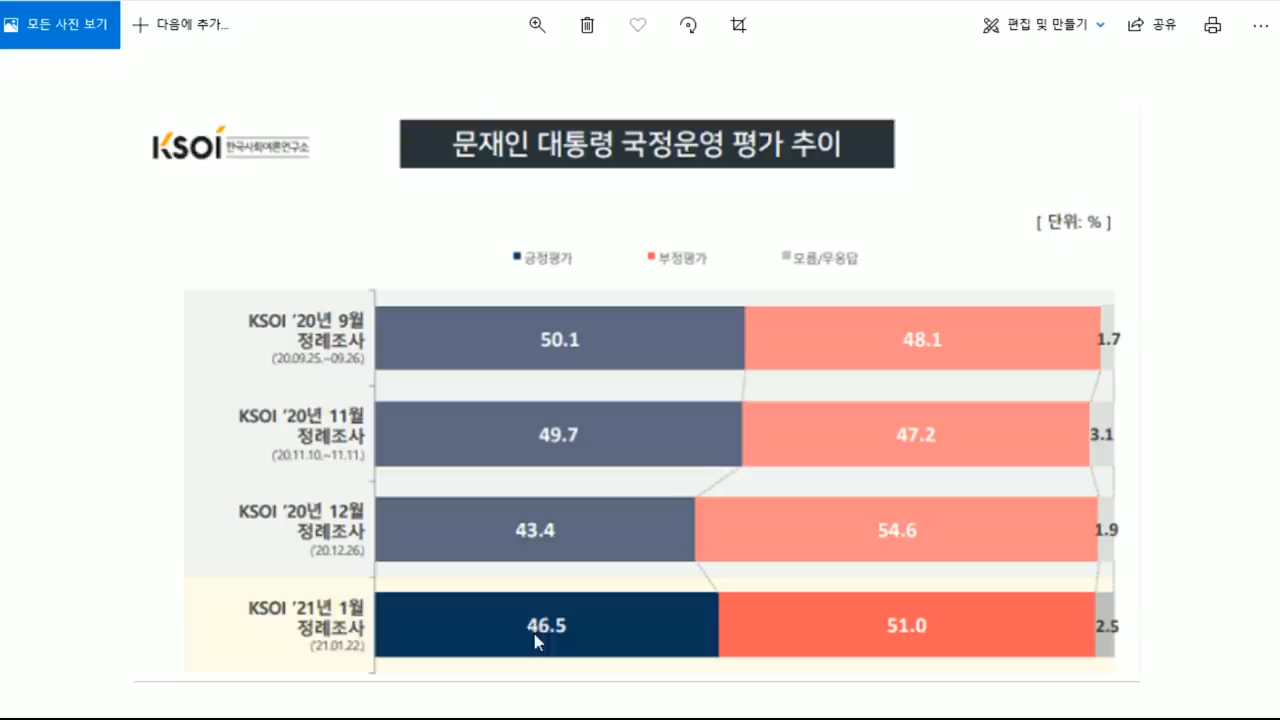 모든 사진 보기
다음에 추가...
편집 및 만들기
공유
KSOI 한국사회여론연구소
문재인 대통령 국정운영 평가 추이
[ 단위: % ]
긍정평가 부정평가 모름/무응답
KSOI '20년 9월
정례조사
('20.09.25.~09.26.)
50.1 48.1 1.7
KSOI '20년 11월
정례조사
('20.11.10.~11.11.)
49.7 47.2 3.1
KSOI '20년 12월
정례조사
('20.12.26.)
43.4 54.6 1.9
KSOI '21년 1월
정례조사
('21.01.22.)
46.5 51.0 2.5